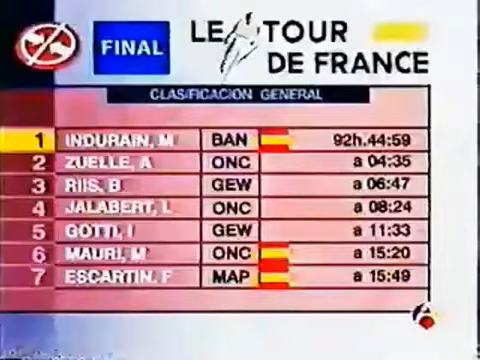 FINAL
LE TOUR
DE FRANCE
CLASIFICACION GENERAL
1 INDURAIN, M BAN 92h.44:59
2 ZUELLE, A ONC a 04:35
3 RIIS, B GEW a 06:47
4 JALABERT, L ONC a 08:24
5 GOTTI, I GEW a 11:33
6 MAURI, M ONC a 15:20
7 ESCARTIN, F MAP a 15:49